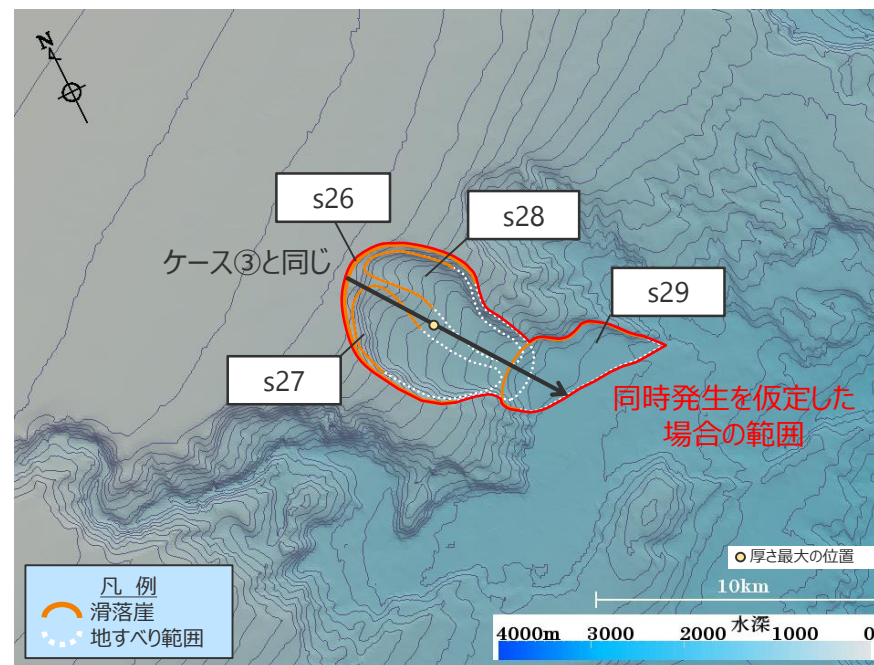 N
s26
s28
ケース③と同じ
s29
s27
同時発生を仮定した
場合の範囲
厚さ最大の位置
凡 例
滑落崖
地すべり範囲
10km
水深
4000m 3000 2000 1000 0